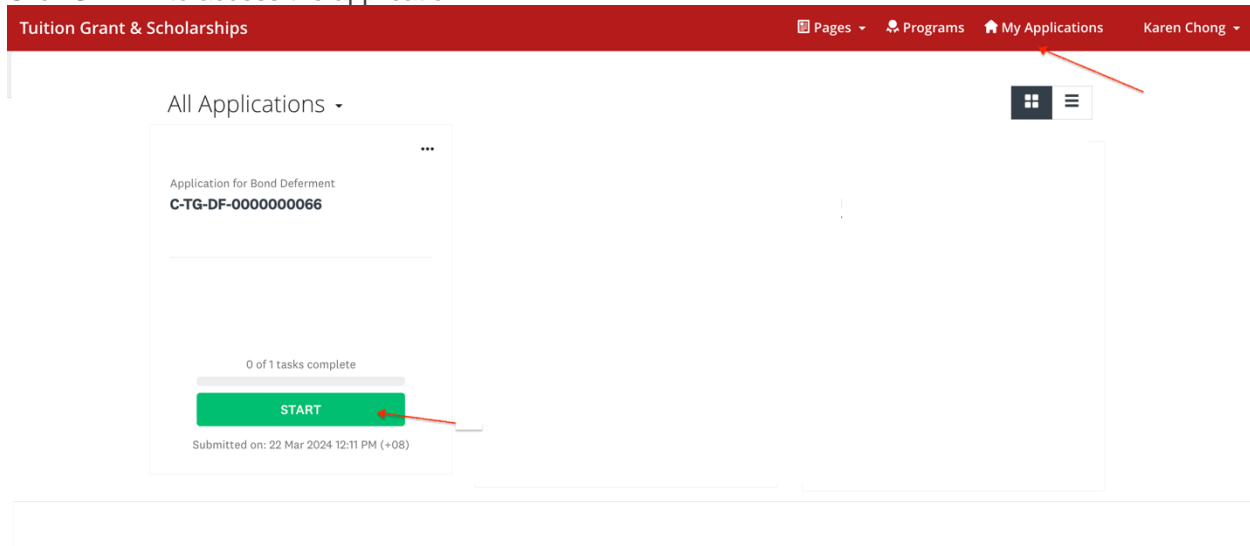 Tuition Grant & Scholarships Pages Programs My Applications Karen Chong
All Applications
...
Application for Bond Deferment
C-TG-DF-0000000066
0 of 1 tasks complete
START
Submitted on: 22 Mar 2024 12:11 PM (+08)